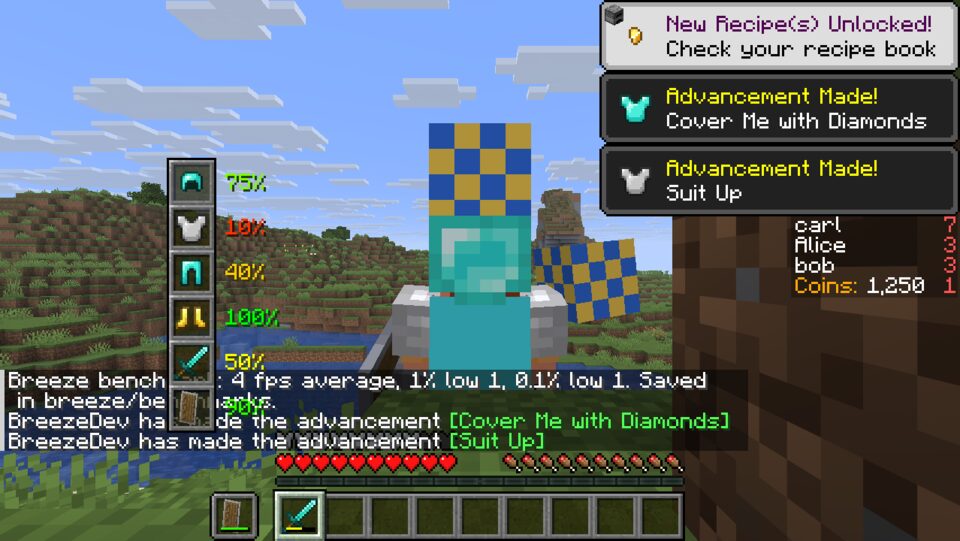 New Recipe(s) Unlocked!
Check your recipe book
Advancement Made!
Cover Me with Diamonds
Advancement Made!
Suit Up
carl 7
Alice 3
bob 3
Coins: 1,250 1
75%
10%
40%
100%
50%
90%
Breeze bench : 4 fps average, 1% low 1, 0.1% low 1. Saved
in breeze/be marks.
BreezeDev ha made the advancement [Cover Me with Diamonds]
BreezeDev has made the advancement [Suit Up]